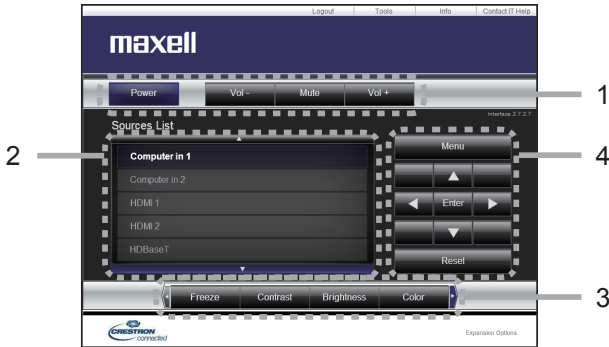 Logout Tools Info Contact IT Help
maxell
Power Vol - Mute Vol + 1
Interface 2.7.2.7
Sources List
2 Menu 4
Computer in 1
Computer in 2
HDMI 1 Enter
HDMI 2
HDBaseT Reset
Freeze Contrast Brightness Color 3
CRESTRON connected Expansion Options